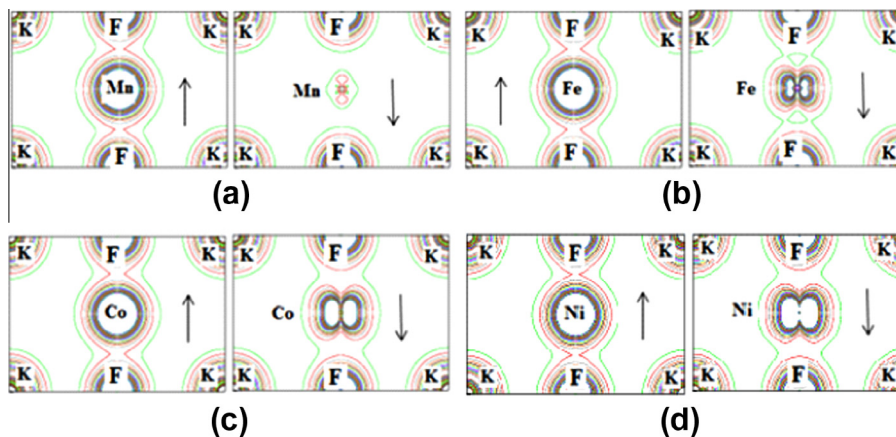 K F K K F K
Mn Mn
K F K K F K
(a)
K F K K F K
Fe Fe
K F K K F K
(b)
K F K K F K
Co Co
K F K K F K
(c)
K F K K F K
Ni Ni
K F K K F K
(d)